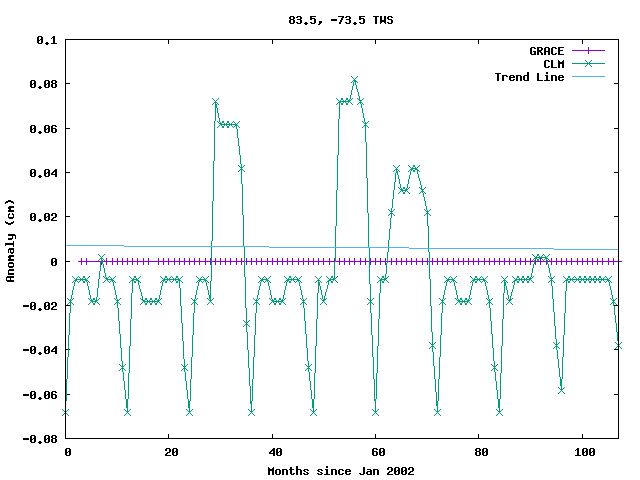 83.5, -73.5 TWS
GRACE
CLM
Trend Line
Anomaly (cm)
0.1
0.08
0.06
0.04
0.02
0
-0.02
-0.04
-0.06
-0.08
0 20 40 60 80 100
Months since Jan 2002